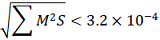 √∑M²S < 3.2 × 10⁻⁴